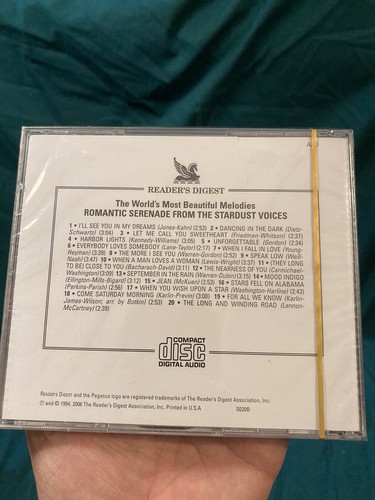 READER'S DIGEST
The World's Most Beautiful Melodies
ROMANTIC SERENADE FROM THE STARDUST VOICES
1 • I'LL SEE YOU IN MY DREAMS (Jones-Kahn) (2:53) 2 • DANCING IN THE DARK (Dietz-
Schwartz) (3:04) 3 • LET ME CALL YOU SWEETHEART (Friedman-Whitson) (2:37)
4 • HARBOR LIGHTS (Kennedy-Williams) (3:05) 5 • UNFORGETTABLE (Gordon) (2:34)
6 • EVERYBODY LOVES SOMEBODY (Lane-Taylor) (2:17) 7 • WHEN I FALL IN LOVE (Young-
Heyman) (3:39) 8 • THE MORE I SEE YOU (Warren-Gordon) (2:52) 9 • SPEAK LOW (Weill-
Nash) (3:47) 10 • WHEN A MAN LOVES A WOMAN (Lewis-Wright) (3:37) 11 • (THEY LONG
TO BE) CLOSE TO YOU (Bacharach-David) (3:11) 12 • THE NEARNESS OF YOU (Carmichael-
Washington) (3:09) 13 • SEPTEMBER IN THE RAIN (Warren-Dubin) (3:15) 14 • MOOD INDIGO
(Ellington-Mills-Bigard) (3:12) 15 • JEAN (McKuen) (2:53) 16 • STARS FELL ON ALABAMA
(Perkins-Parish) (2:56) 17 • WHEN YOU WISH UPON A STAR (Washington-Harline) (2:43)
18 • COME SATURDAY MORNING (Karlin-Previn) (3:08) 19 • FOR ALL WE KNOW (Karlin-
James-Wilson; arr. by Botkin) (2:53) 20 • THE LONG AND WINDING ROAD (Lennon-
McCartney) (2:39)
COMPACT
disc
DIGITAL AUDIO
READER'S DIGEST and the Pegasus logo are registered trademarks of The Reader's Digest Association, Inc.
℗ and © 1994, 2008 The Reader's Digest Association, Inc. Printed in U.S.A